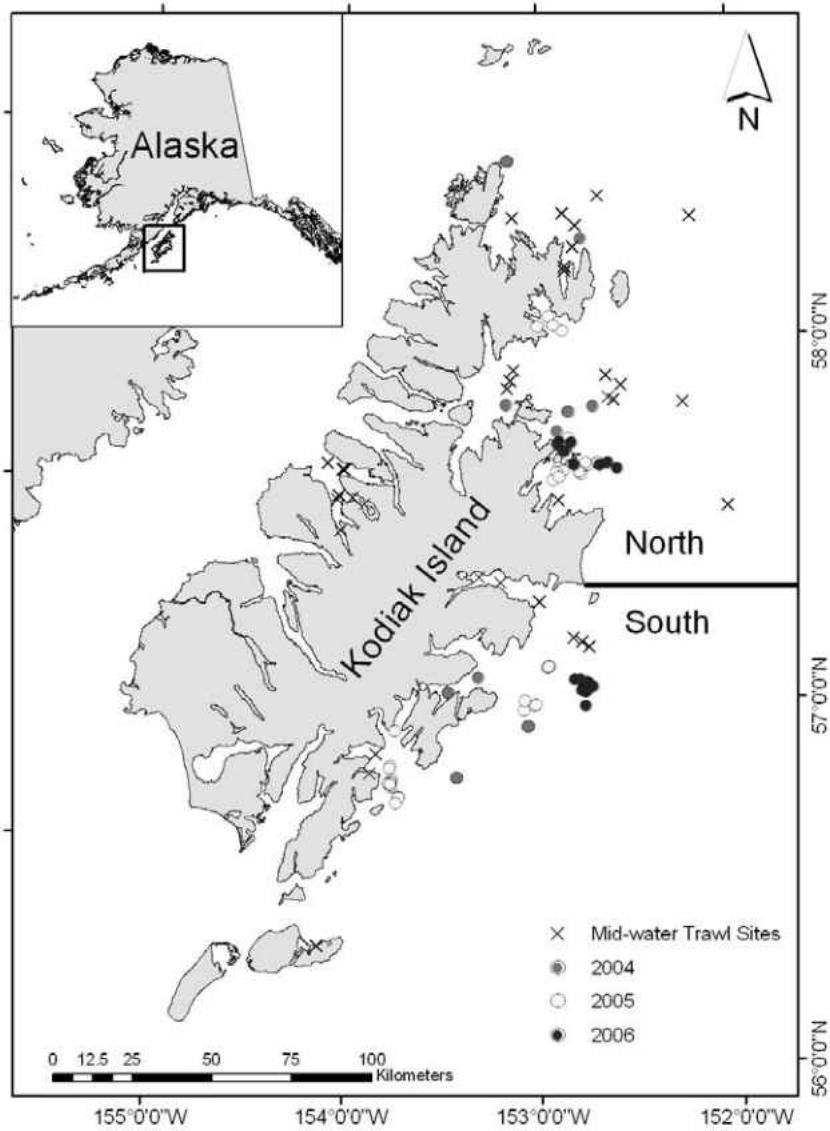 Alaska
N
58°0'0"N
Kodiak Island
North
South
57°0'0"N
Mid-water Trawl Sites
2004
2005
2006
0 12.5 25 50 75 100
Kilometers
56°0'0"N
155°0'0"W 154°0'0"W 153°0'0"W 152°0'0"W